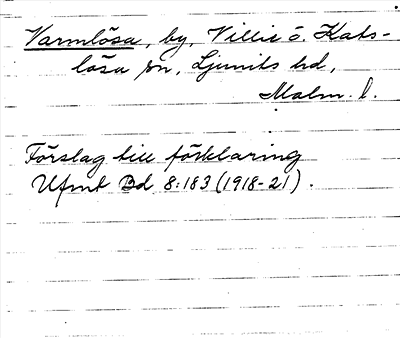 Varmlösa, by, Villie o. Kats-
lösa sn, Ljunits hd,
Malm. l.
Förslag till förklaring
Ufmt Bd 8:183 (1918-21).